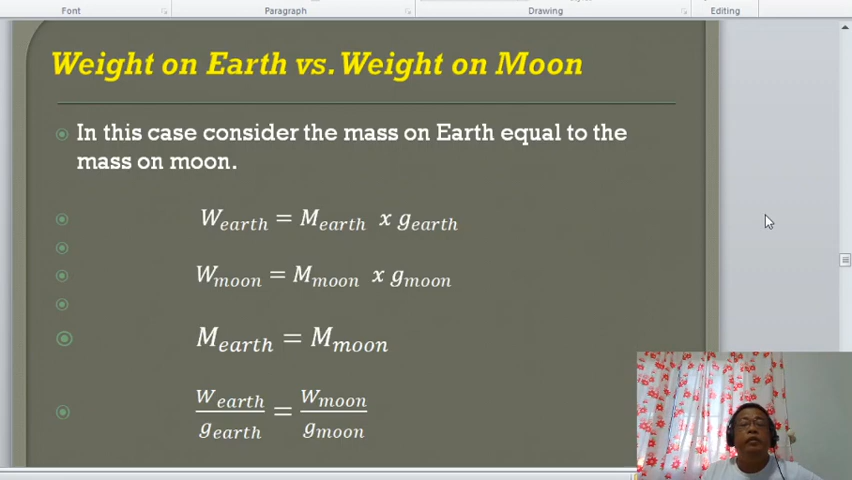 Font
Paragraph
Drawing
Editing
Weight on Earth vs. Weight on Moon
In this case consider the mass on Earth equal to the
mass on moon.
W_earth = M_earth x g_earth
W_moon = M_moon x g_moon
M_earth = M_moon
W_earth / g_earth = W_moon / g_moon